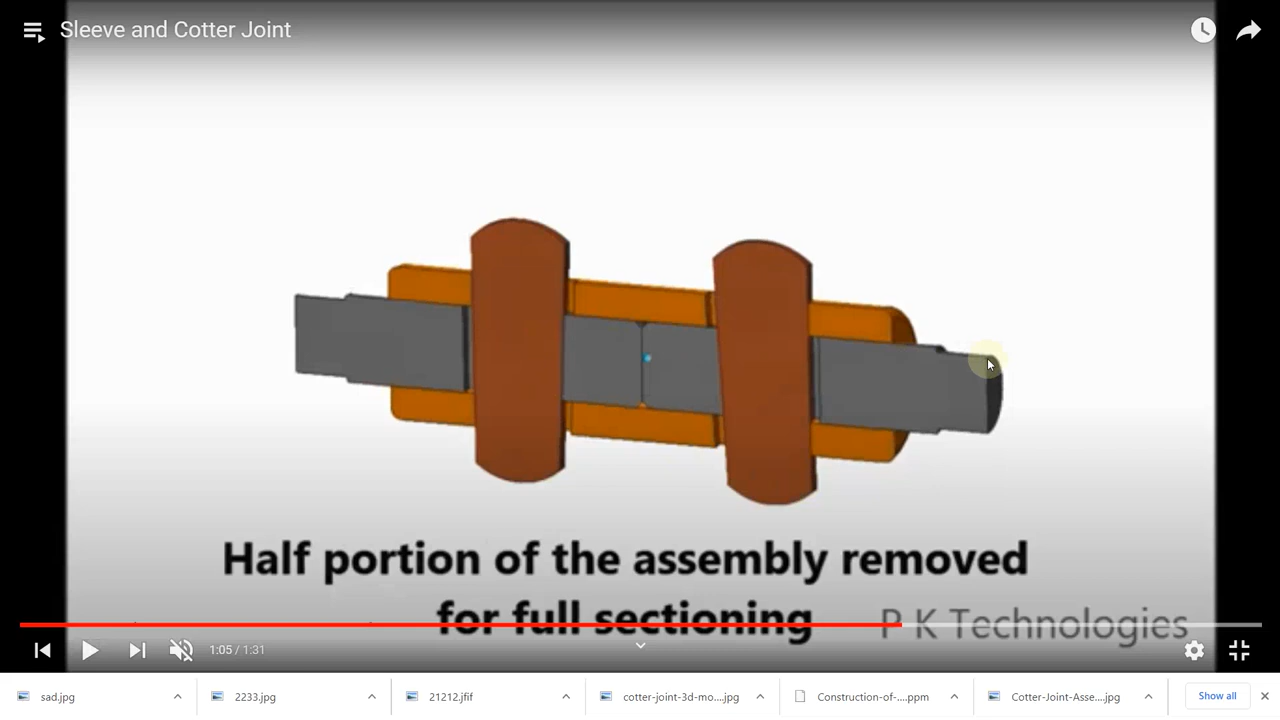 Sleeve and Cotter Joint
Half portion of the assembly removed
for full sectioning
P K Technologies
1:05 / 1:31
sad.jpg
2233.jpg
21212.jfif
cotter-joint-3d-mo....jpg
Construction-of-....ppm
Cotter-Joint-Asse....jpg
Show all